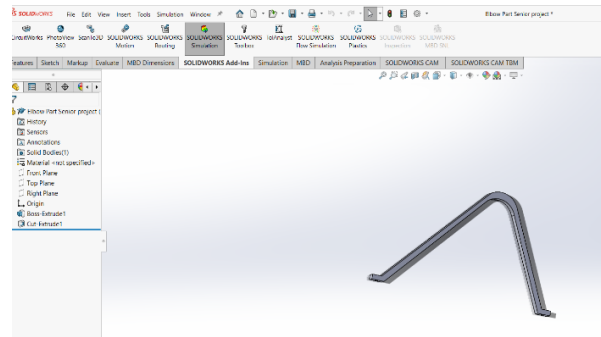 SOLIDWORKS File Edit View Insert Tools Simulation Window Elbow Part Senior project *
CircuitWorks PhotoView 360 ScanTo3D SOLIDWORKS Motion SOLIDWORKS Routing SOLIDWORKS Simulation SOLIDWORKS Toolbox TolAnalyst SOLIDWORKS Flow Simulation SOLIDWORKS Plastics SOLIDWORKS Inspection SOLIDWORKS MBD SNL
Features Sketch Markup Evaluate MBD Dimensions SOLIDWORKS Add-Ins Simulation MBD Analysis Preparation SOLIDWORKS CAM SOLIDWORKS CAM TBM
Elbow Part Senior project (
History
Sensors
Annotations
Solid Bodies(1)
Material <not specified>
Front Plane
Top Plane
Right Plane
Origin
Boss-Extrude1
Cut-Extrude1